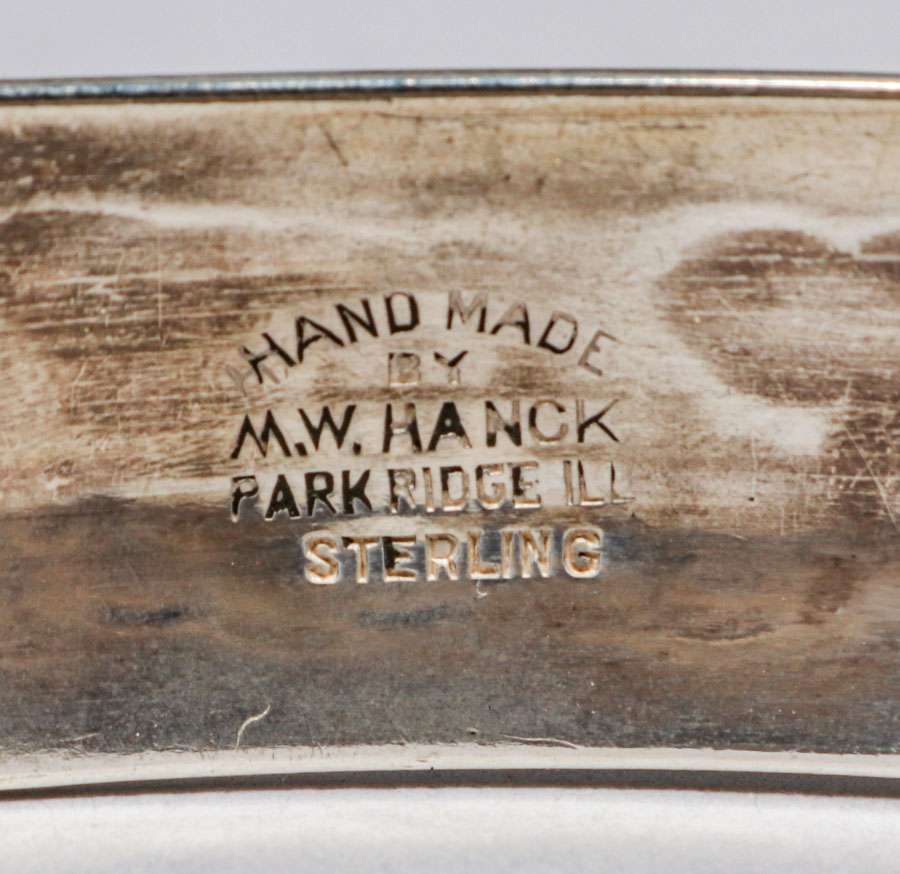 HAND MADE
BY
M.W. HANCK
PARK RIDGE ILL
STERLING